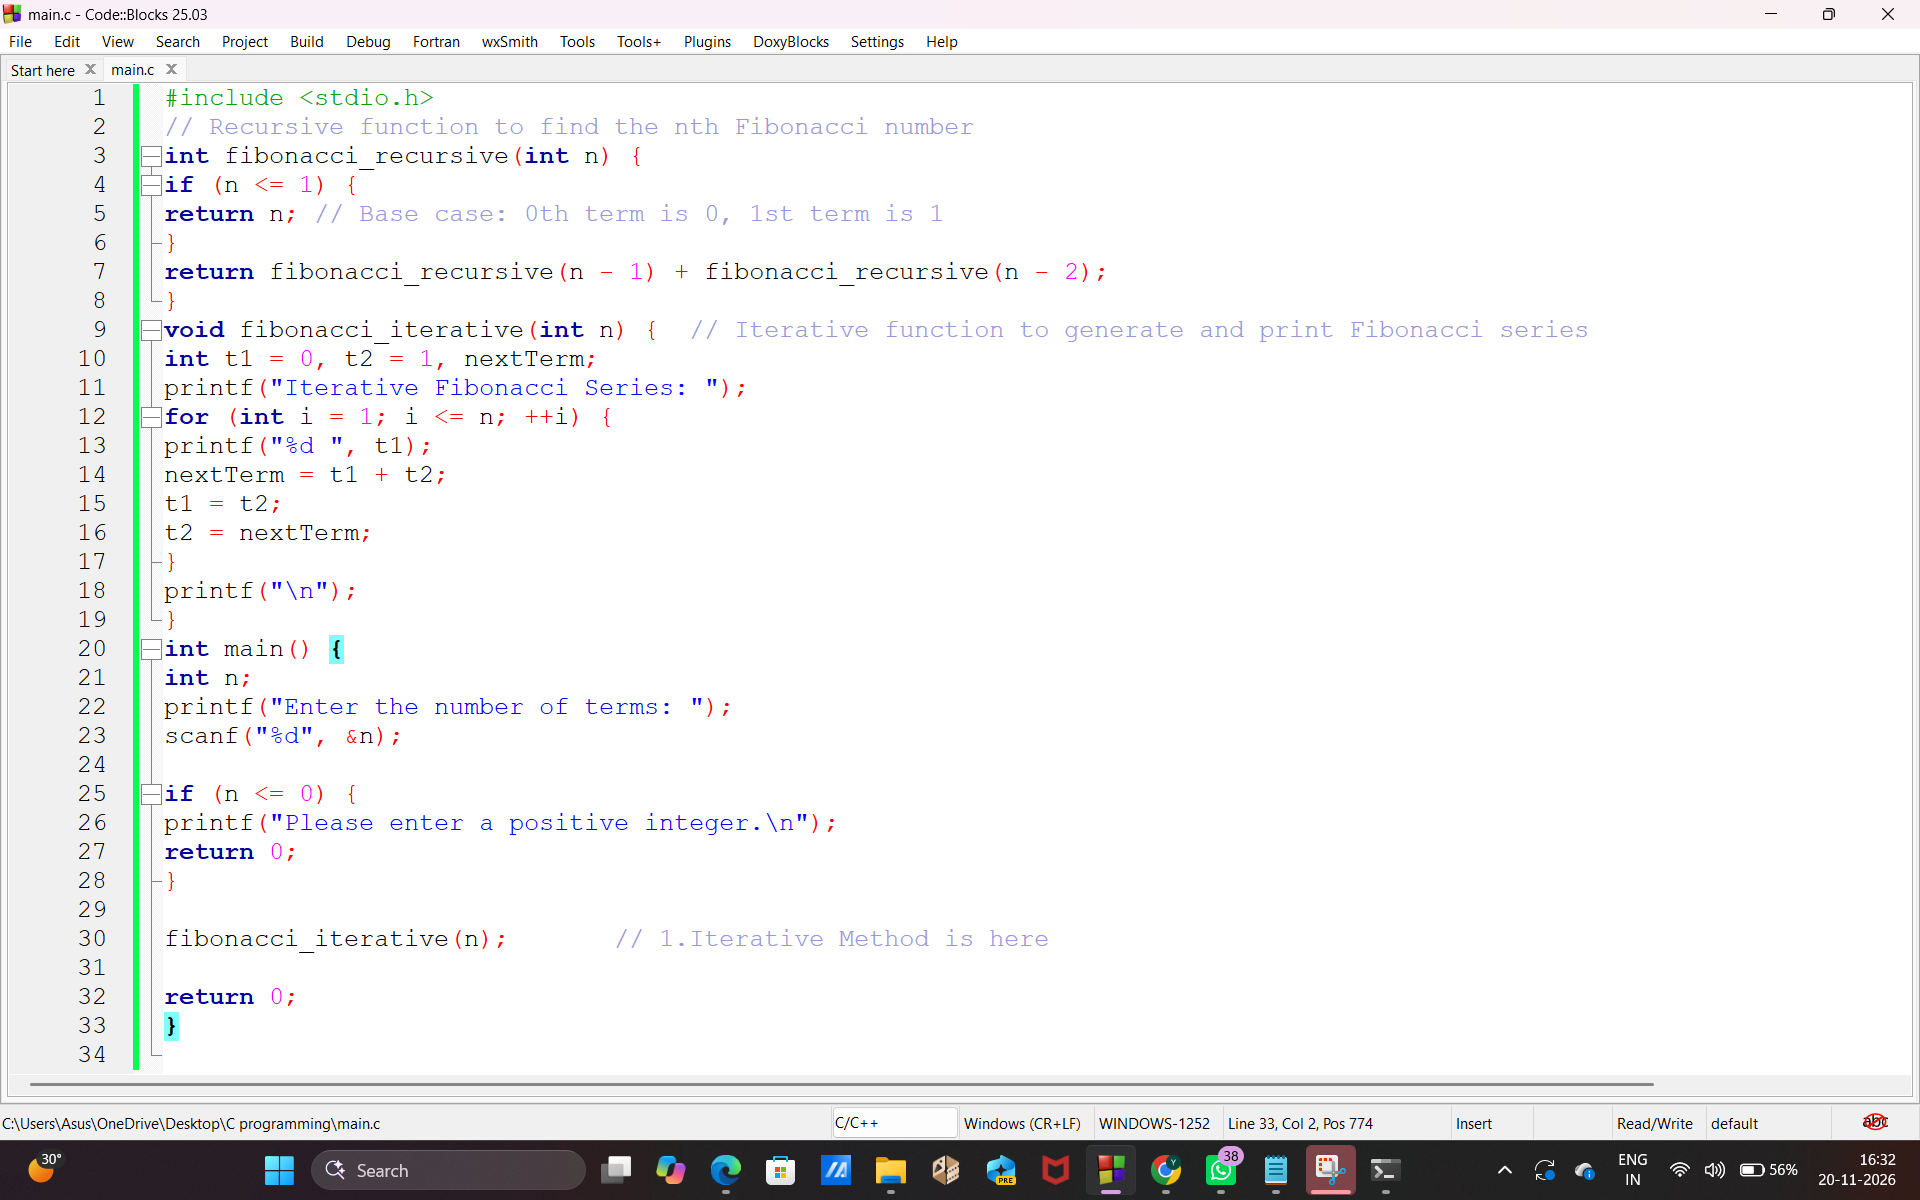 main.c - Code::Blocks 25.03
File Edit View Search Project Build Debug Fortran wxSmith Tools Tools+ Plugins DoxyBlocks Settings Help
Start here main.c
1 #include <stdio.h>
2 // Recursive function to find the nth Fibonacci number
3 int fibonacci_recursive(int n) {
4 if (n <= 1) {
5 return n; // Base case: 0th term is 0, 1st term is 1
6 }
7 return fibonacci_recursive(n - 1) + fibonacci_recursive(n - 2);
8 }
9 void fibonacci_iterative(int n) { // Iterative function to generate and print Fibonacci series
10 int t1 = 0, t2 = 1, nextTerm;
11 printf("Iterative Fibonacci Series: ");
12 for (int i = 1; i <= n; ++i) {
13 printf("%d ", t1);
14 nextTerm = t1 + t2;
15 t1 = t2;
16 t2 = nextTerm;
17 }
18 printf("\n");
19 }
20 int main() {
21 int n;
22 printf("Enter the number of terms: ");
23 scanf("%d", &n);
24
25 if (n <= 0) {
26 printf("Please enter a positive integer.\n");
27 return 0;
28 }
29
30 fibonacci_iterative(n); // 1.Iterative Method is here
31
32 return 0;
33 }
34
C:\Users\Asus\OneDrive\Desktop\C programming\main.c C/C++ Windows (CR+LF) WINDOWS-1252 Line 33, Col 2, Pos 774 Insert Read/Write default abc
30° Search PRE 38 ENG 56% 16:32
IN 20-11-2026